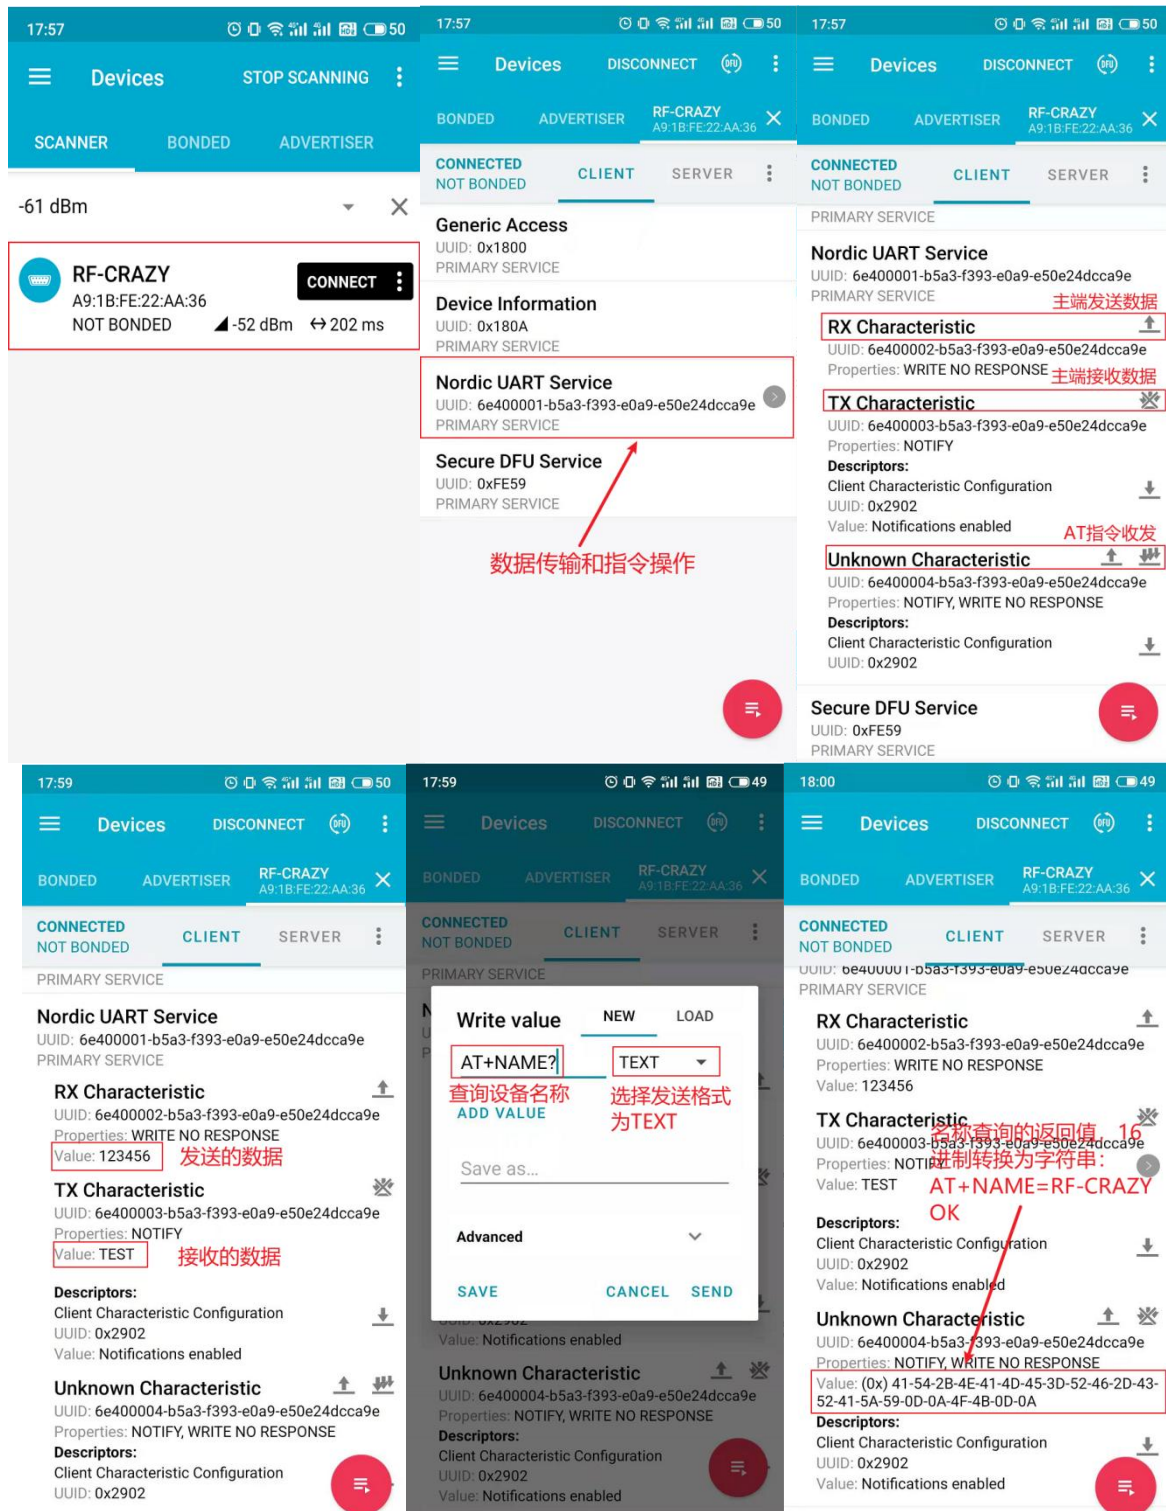 17:57
50
Devices
STOP SCANNING
SCANNER
BONDED
ADVERTISER
-61 dBm
RF-CRAZY
CONNECT
A9:1B:FE:22:AA:36
NOT BONDED
-52 dBm
202 ms
17:57
50
Devices
DISCONNECT
DFU
BONDED
ADVERTISER
RF-CRAZY
A9:1B:FE:22:AA:36
CONNECTED
NOT BONDED
CLIENT
SERVER
Generic Access
UUID: 0x1800
PRIMARY SERVICE
Device Information
UUID: 0x180A
PRIMARY SERVICE
Nordic UART Service
UUID: 6e400001-b5a3-f393-e0a9-e50e24dcca9e
PRIMARY SERVICE
Secure DFU Service
UUID: 0xFE59
PRIMARY SERVICE
数据传输和指令操作
17:57
50
Devices
DISCONNECT
DFU
BONDED
ADVERTISER
RF-CRAZY
A9:1B:FE:22:AA:36
CONNECTED
NOT BONDED
CLIENT
SERVER
PRIMARY SERVICE
Nordic UART Service
UUID: 6e400001-b5a3-f393-e0a9-e50e24dcca9e
PRIMARY SERVICE
主端发送数据
RX Characteristic
UUID: 6e400002-b5a3-f393-e0a9-e50e24dcca9e
Properties: WRITE NO RESPONSE
主端接收数据
TX Characteristic
UUID: 6e400003-b5a3-f393-e0a9-e50e24dcca9e
Properties: NOTIFY
Descriptors:
Client Characteristic Configuration
UUID: 0x2902
Value: Notifications enabled
AT指令收发
Unknown Characteristic
UUID: 6e400004-b5a3-f393-e0a9-e50e24dcca9e
Properties: NOTIFY, WRITE NO RESPONSE
Descriptors:
Client Characteristic Configuration
UUID: 0x2902
Secure DFU Service
UUID: 0xFE59
PRIMARY SERVICE
17:59
50
Devices
DISCONNECT
DFU
BONDED
ADVERTISER
RF-CRAZY
A9:1B:FE:22:AA:36
CONNECTED
NOT BONDED
CLIENT
SERVER
PRIMARY SERVICE
Nordic UART Service
UUID: 6e400001-b5a3-f393-e0a9-e50e24dcca9e
PRIMARY SERVICE
RX Characteristic
UUID: 6e400002-b5a3-f393-e0a9-e50e24dcca9e
Properties: WRITE NO RESPONSE
Value: 123456
发送的数据
TX Characteristic
UUID: 6e400003-b5a3-f393-e0a9-e50e24dcca9e
Properties: NOTIFY
Value: TEST
接收的数据
Descriptors:
Client Characteristic Configuration
UUID: 0x2902
Value: Notifications enabled
Unknown Characteristic
UUID: 6e400004-b5a3-f393-e0a9-e50e24dcca9e
Properties: NOTIFY, WRITE NO RESPONSE
Descriptors:
Client Characteristic Configuration
UUID: 0x2902
17:59
49
Devices
DISCONNECT
DFU
BONDED
ADVERTISER
RF-CRAZY
A9:1B:FE:22:AA:36
CONNECTED
NOT BONDED
CLIENT
SERVER
PRIMARY SERVICE
Write value
NEW
LOAD
AT+NAME?
TEXT
查询设备名称
选择发送格式
为TEXT
ADD VALUE
Save as...
Advanced
SAVE
CANCEL
SEND
UUID: 0x2902
Value: Notifications enabled
Unknown Characteristic
UUID: 6e400004-b5a3-f393-e0a9-e50e24dcca9e
Properties: NOTIFY, WRITE NO RESPONSE
Descriptors:
Client Characteristic Configuration
UUID: 0x2902
Value: Notifications enabled
18:00
49
Devices
DISCONNECT
DFU
BONDED
ADVERTISER
RF-CRAZY
A9:1B:FE:22:AA:36
CONNECTED
NOT BONDED
CLIENT
SERVER
UUID: 6e400001-b5a3-f393-e0a9-e50e24dcca9e
PRIMARY SERVICE
RX Characteristic
UUID: 6e400002-b5a3-f393-e0a9-e50e24dcca9e
Properties: WRITE NO RESPONSE
Value: 123456
TX Characteristic
UUID: 6e400003-b5a3-f393-e0a9-e50e24dcca9e
Properties: NOTIFY
Value: TEST
名称查询的返回值，16
进制转换为字符串：
AT+NAME=RF-CRAZY
OK
Descriptors:
Client Characteristic Configuration
UUID: 0x2902
Value: Notifications enabled
Unknown Characteristic
UUID: 6e400004-b5a3-f393-e0a9-e50e24dcca9e
Properties: NOTIFY, WRITE NO RESPONSE
Value: (0x) 41-54-2B-4E-41-4D-45-3D-52-46-2D-43-
52-41-5A-59-0D-0A-4F-4B-0D-0A
Descriptors:
Client Characteristic Configuration
UUID: 0x2902
Value: Notifications enabled